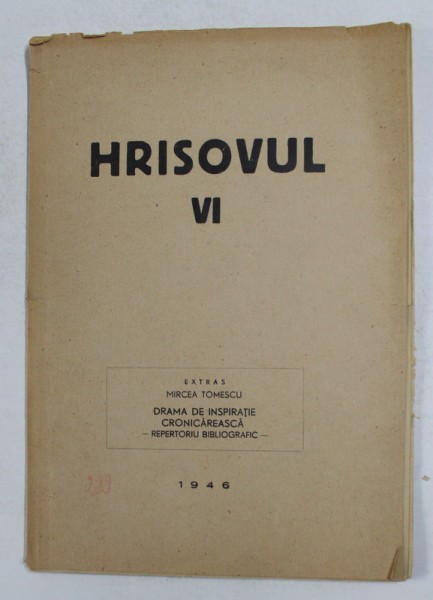 HRISOVUL
VI
EXTRAS
MIRCEA TOMESCU
DRAMA DE INSPIRAȚIE
CRONICĂREASCĂ
— REPERTORIU BIBLIOGRAFIC —
1946